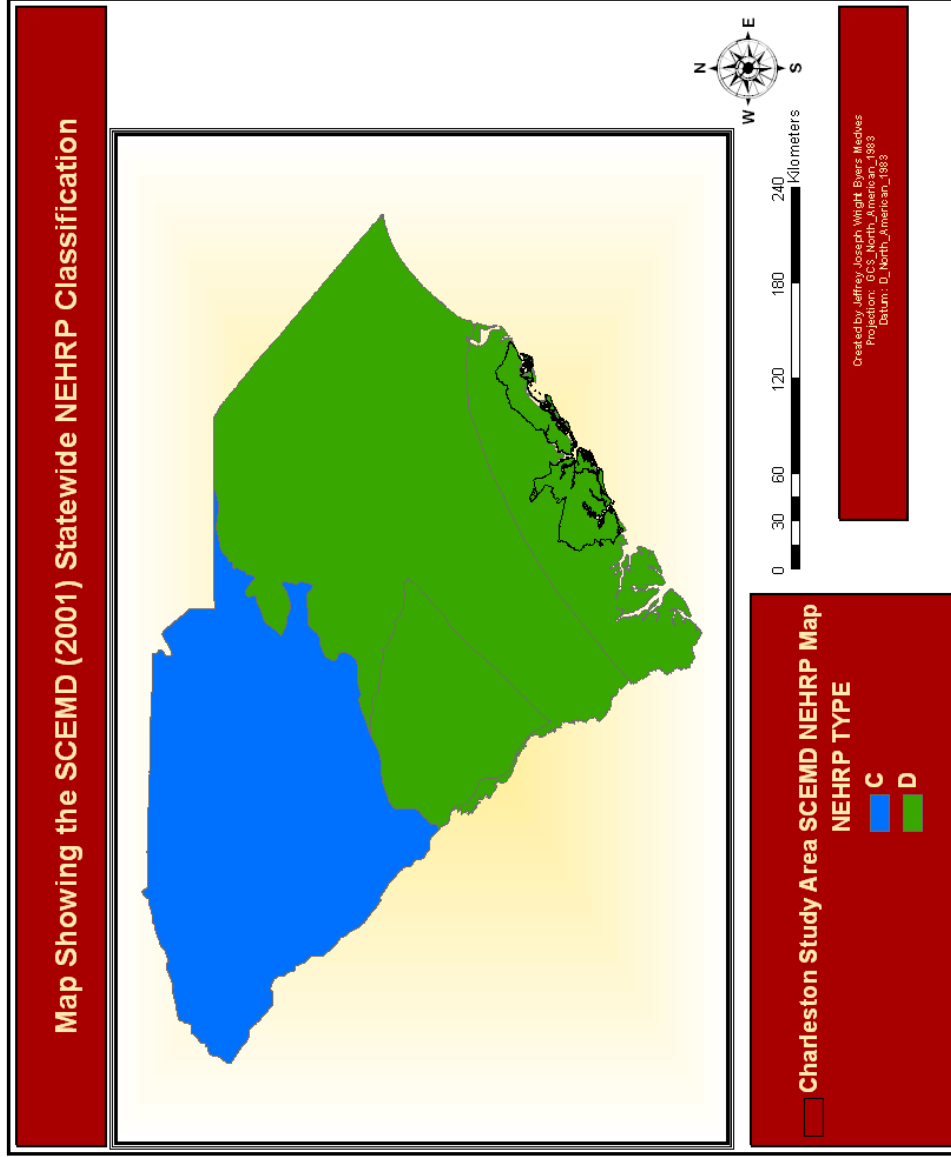 Map Showing the SCEMD (2001) Statewide NEHRP Classification
N
W
E
S
0 30 60 120 180 240
Kilometers
Charleston Study Area SCEMD NEHRP Map
NEHRP TYPE
C
D
Created by Jeffrey Joseph Wright Byers Medves
Projection: GCS_North_American_1983
Datum: D_North_American_1983